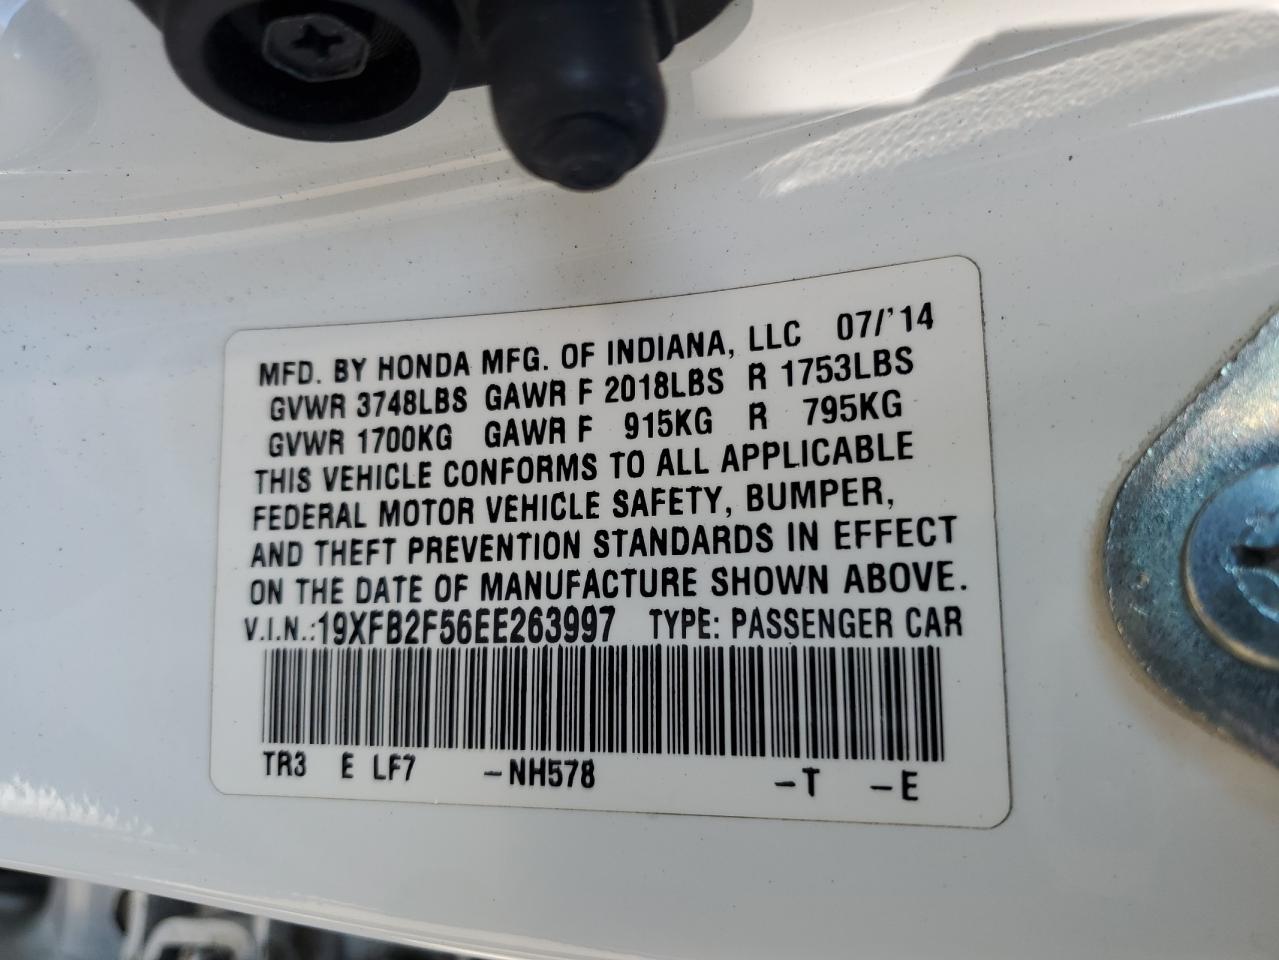 MFD. BY HONDA MFG. OF INDIANA, LLC 07/'14
GVWR 3748LBS GAWR F 2018LBS R 1753LBS
GVWR 1700KG GAWR F 915KG R 795KG
THIS VEHICLE CONFORMS TO ALL APPLICABLE
FEDERAL MOTOR VEHICLE SAFETY, BUMPER,
AND THEFT PREVENTION STANDARDS IN EFFECT
ON THE DATE OF MANUFACTURE SHOWN ABOVE.
V.I.N.:19XFB2F56EE263997 TYPE: PASSENGER CAR
TR3 E LF7 -NH578 -T -E